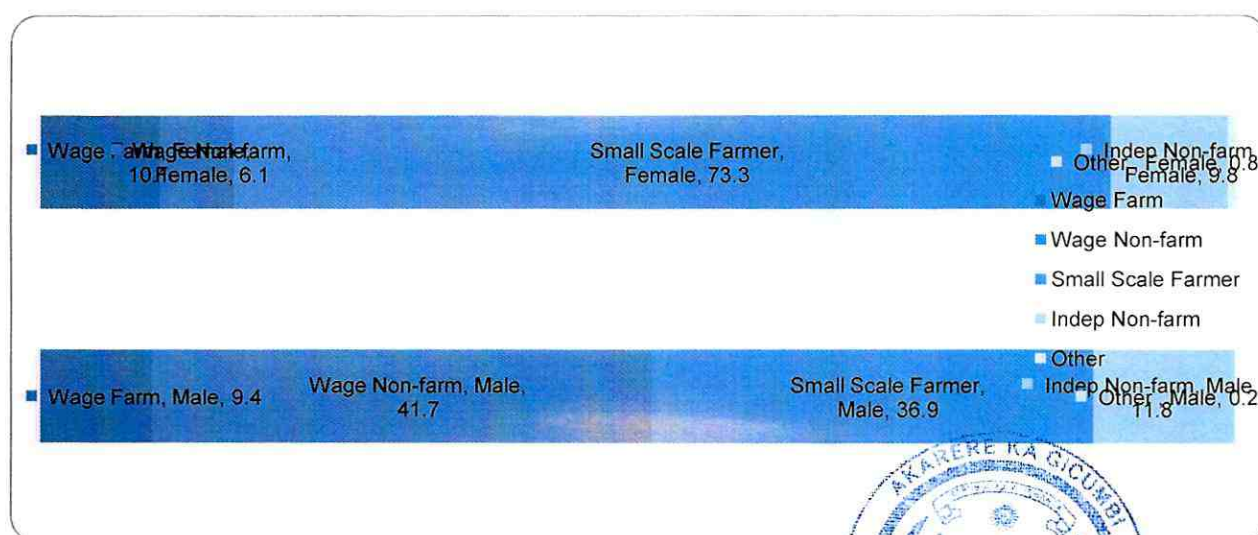 Wage Farm, Female,
10.
Wage Non-farm,
Female, 6.1
Small Scale Farmer,
Female, 73.3
Indep Non-farm,
Female, 9.8
Other, Female, 0.8
Wage Farm
Wage Non-farm
Small Scale Farmer
Indep Non-farm
Other
Wage Farm, Male, 9.4
Wage Non-farm, Male,
41.7
Small Scale Farmer,
Male, 36.9
Indep Non-farm, Male
11.8
Other, Male, 0.2
AKARERE KA GICUMBI